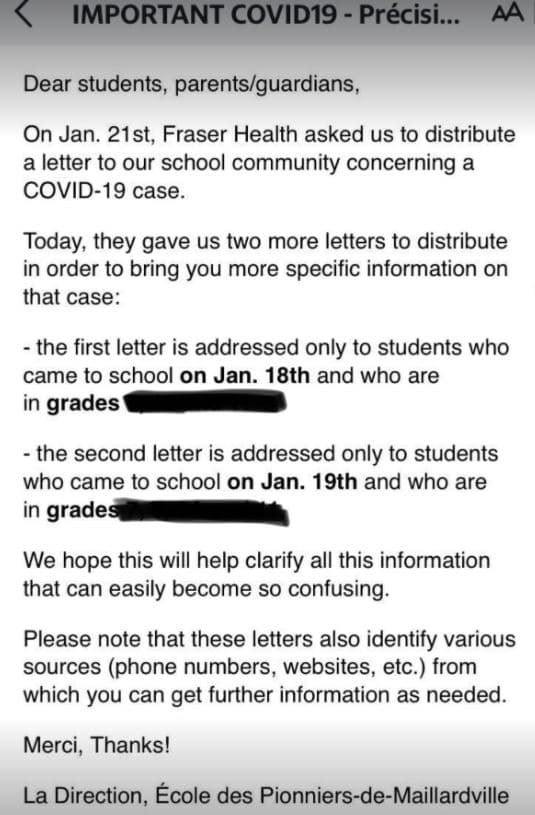 IMPORTANT COVID19 - Précisi... AA
Dear students, parents/guardians,
On Jan. 21st, Fraser Health asked us to distribute
a letter to our school community concerning a
COVID-19 case.
Today, they gave us two more letters to distribute
in order to bring you more specific information on
that case:
- the first letter is addressed only to students who
came to school on Jan. 18th and who are
in grades
- the second letter is addressed only to students
who came to school on Jan. 19th and who are
in grades
We hope this will help clarify all this information
that can easily become so confusing.
Please note that these letters also identify various
sources (phone numbers, websites, etc.) from
which you can get further information as needed.
Merci, Thanks!
La Direction, École des Pionniers-de-Maillardville